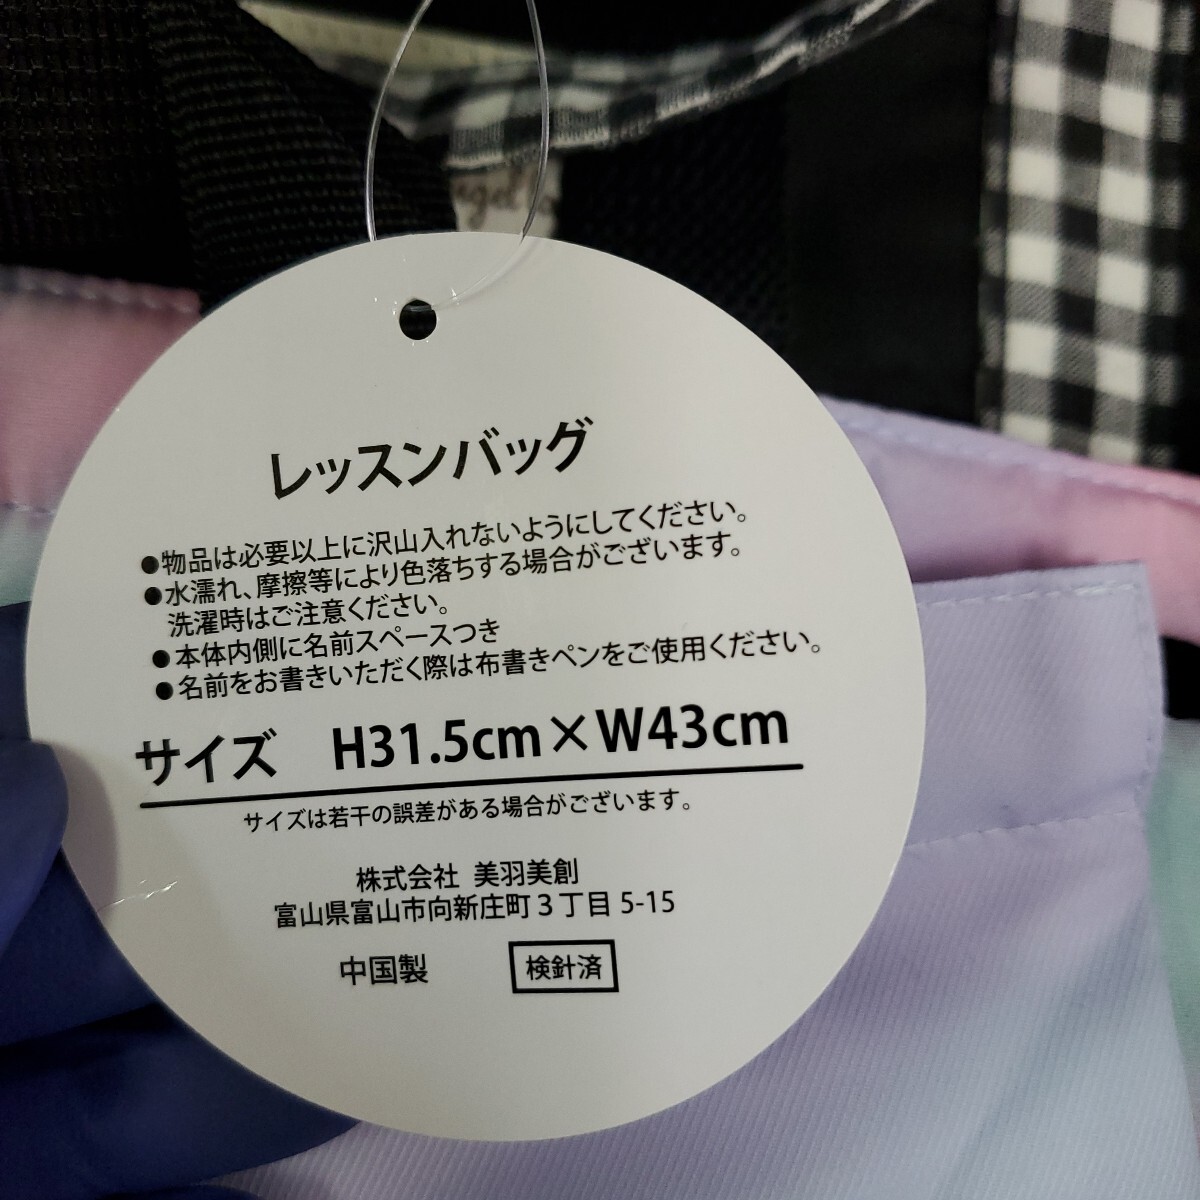 レッスンバッグ
●物品は必要以上に沢山入れないようにしてください。
●水濡れ、摩擦等により色落ちする場合がございます。
洗濯時はご注意ください。
●本体内側に名前スペースつき
●名前をお書きいただく際は布書きペンをご使用ください。
サイズ H31.5cm×W43cm
サイズは若干の誤差がある場合がございます。
株式会社 美羽美創
富山県富山市向新庄町3丁目5-15
中国製 検針済